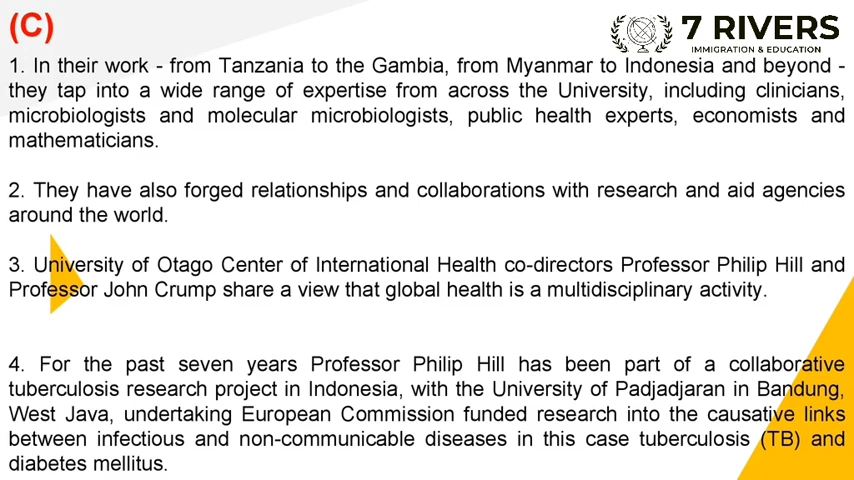 (C)
7 RIVERS
IMMIGRATION & EDUCATION
1. In their work - from Tanzania to the Gambia, from Myanmar to Indonesia and beyond -
they tap into a wide range of expertise from across the University, including clinicians,
microbiologists and molecular microbiologists, public health experts, economists and
mathematicians.
2. They have also forged relationships and collaborations with research and aid agencies
around the world.
3. University of Otago Center of International Health co-directors Professor Philip Hill and
Professor John Crump share a view that global health is a multidisciplinary activity.
4. For the past seven years Professor Philip Hill has been part of a collaborative
tuberculosis research project in Indonesia, with the University of Padjadjaran in Bandung,
West Java, undertaking European Commission funded research into the causative links
between infectious and non-communicable diseases in this case tuberculosis (TB) and
diabetes mellitus.